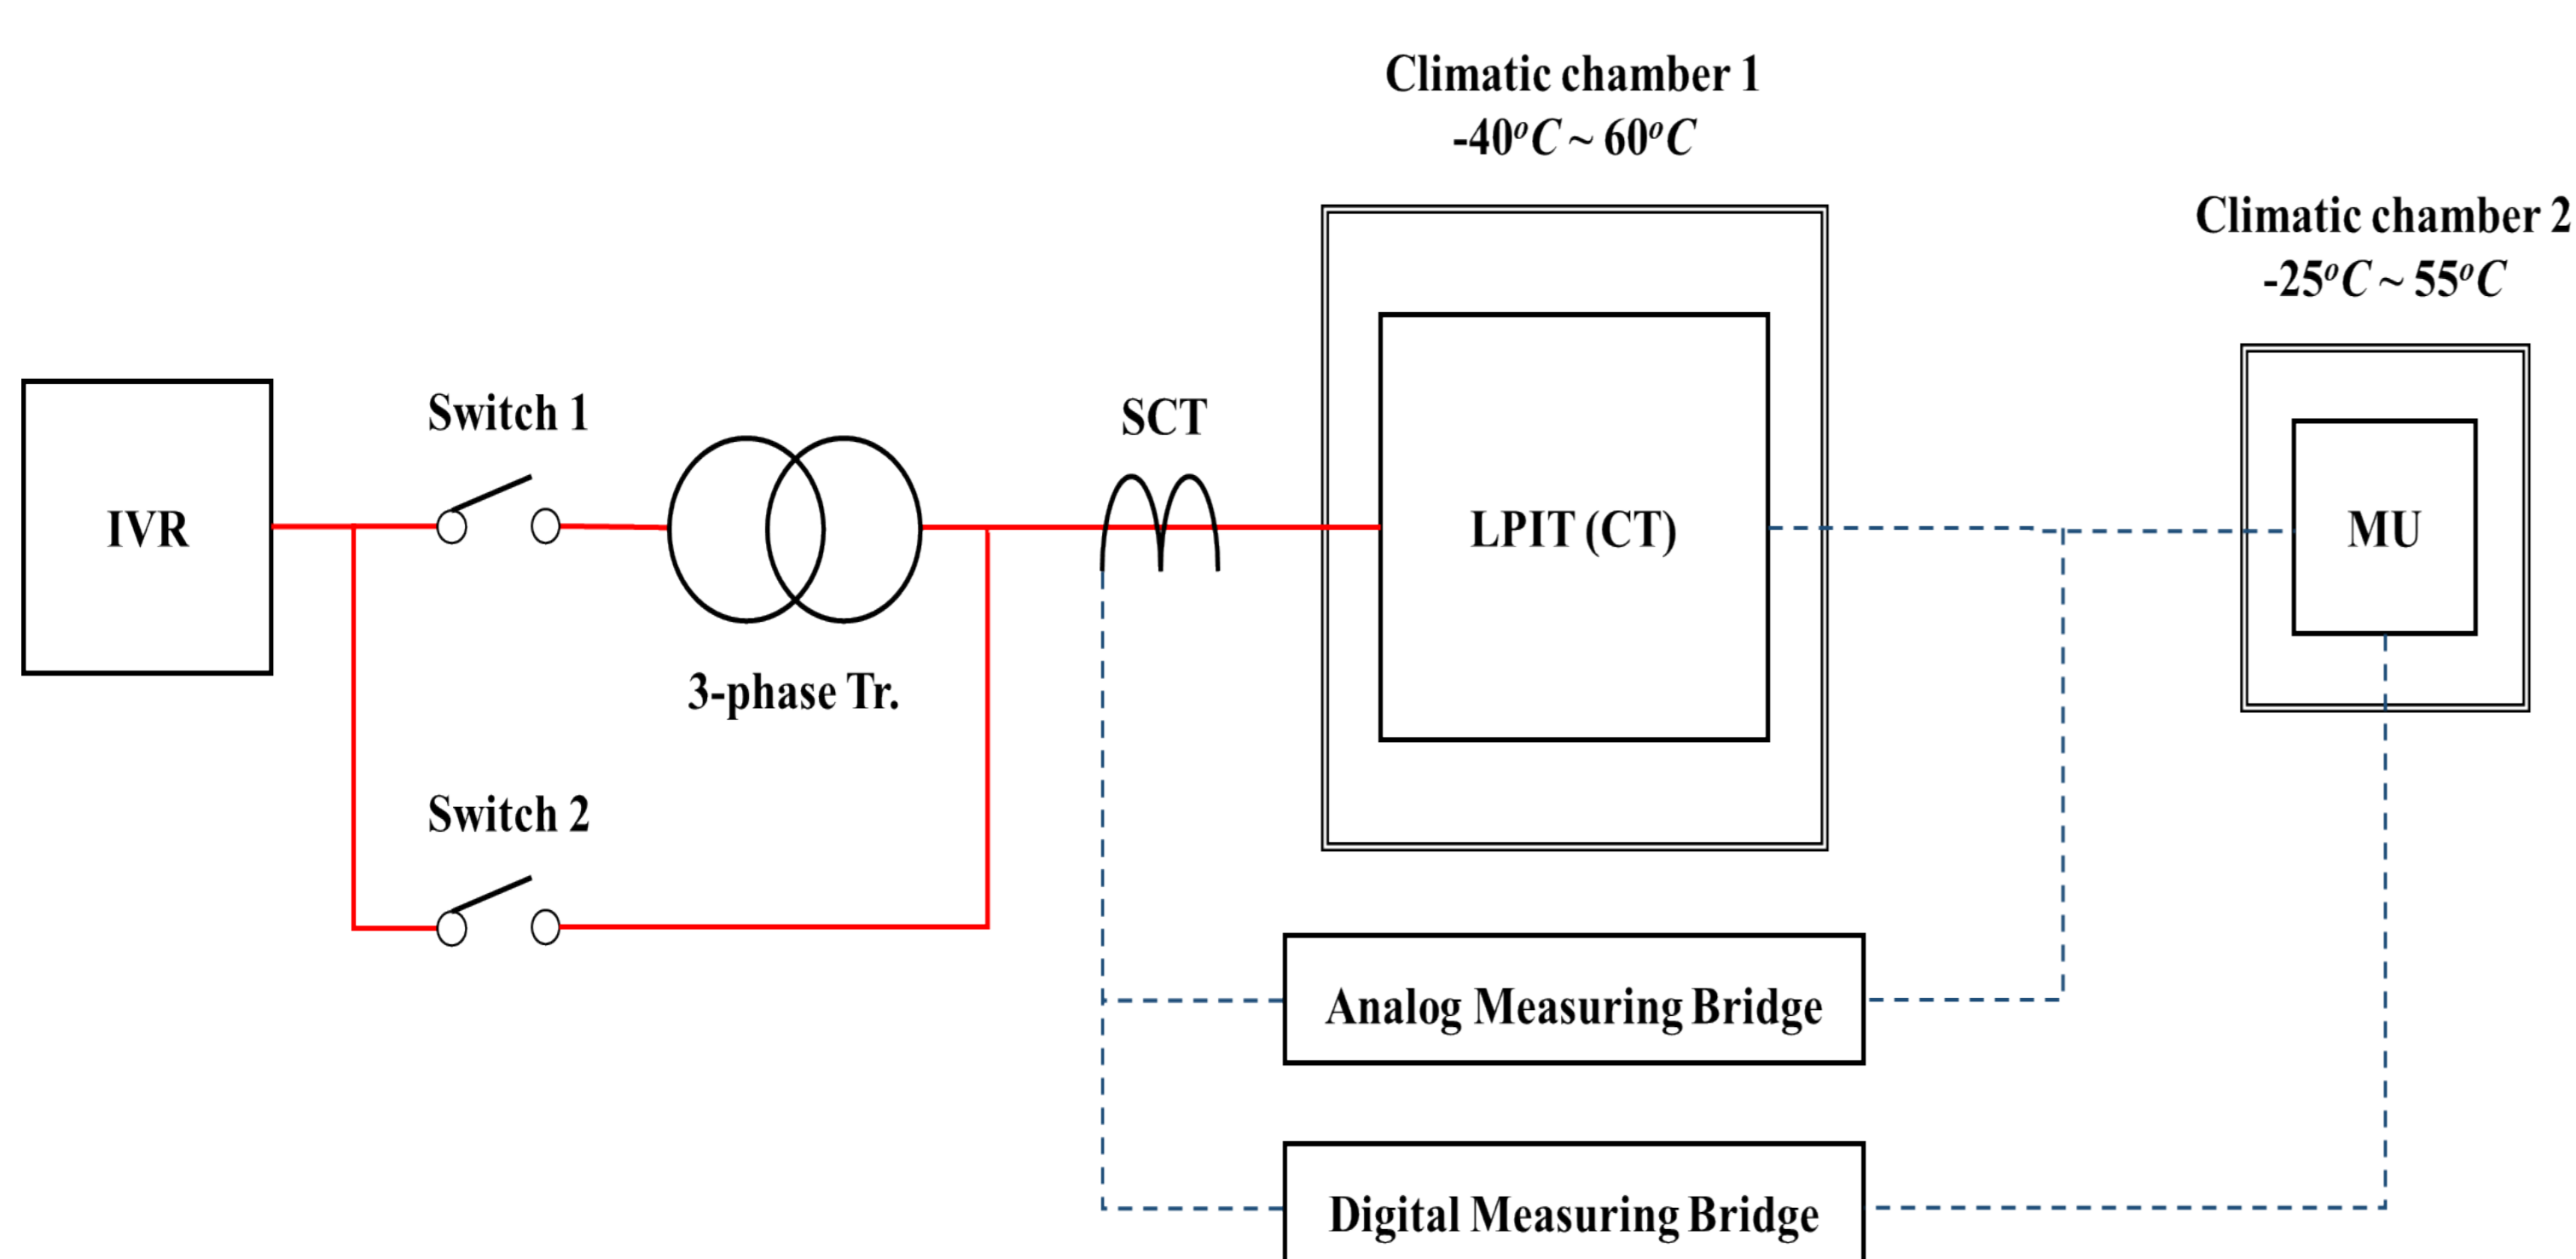 Climatic chamber 1
-40°C ~ 60°C
Climatic chamber 2
-25°C ~ 55°C
Switch 1
SCT
IVR
LPIT (CT)
MU
3-phase Tr.
Switch 2
Analog Measuring Bridge
Digital Measuring Bridge